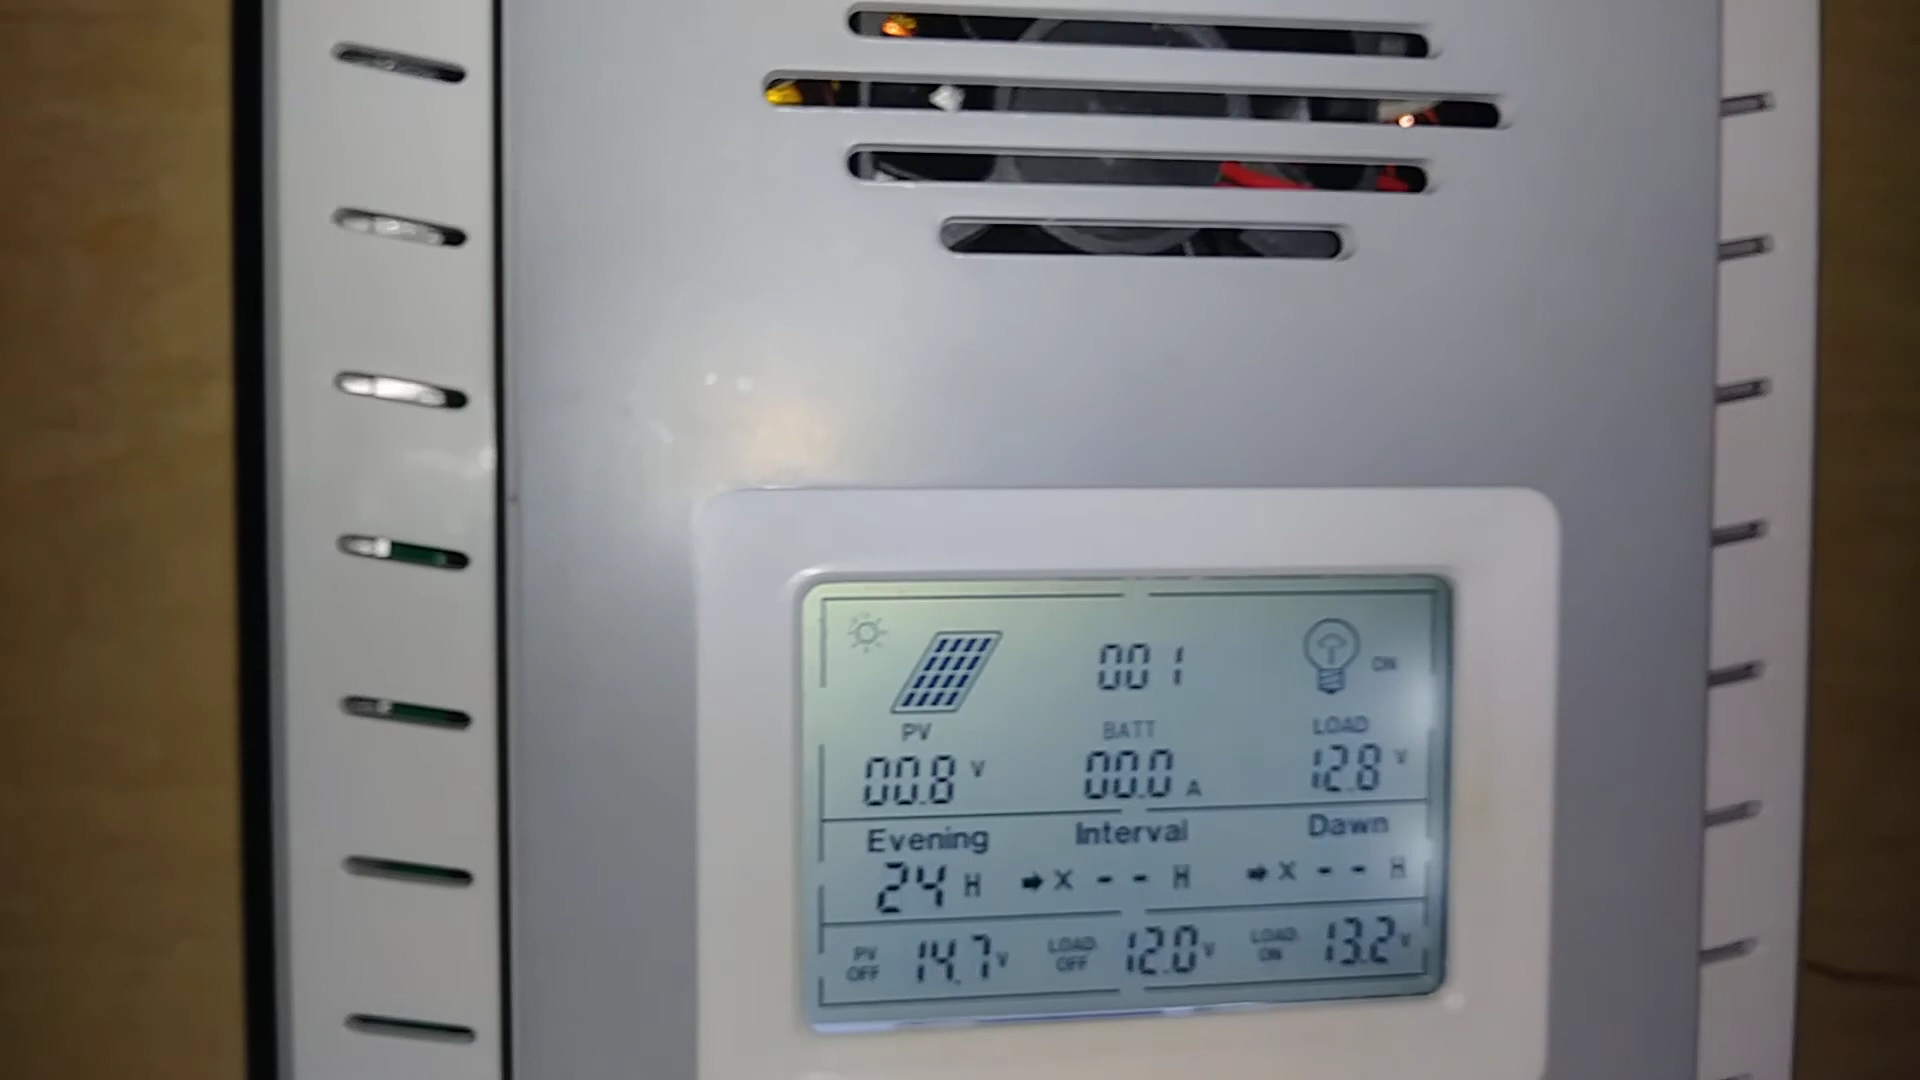 001
ON
PV BATT LOAD
00.8 V 00.0 A 12.8 V
Evening Interval Dawn
24 H X -- H X -- H
PV OFF 14.7 V LOAD OFF 12.0 V LOAD ON 13.2 V